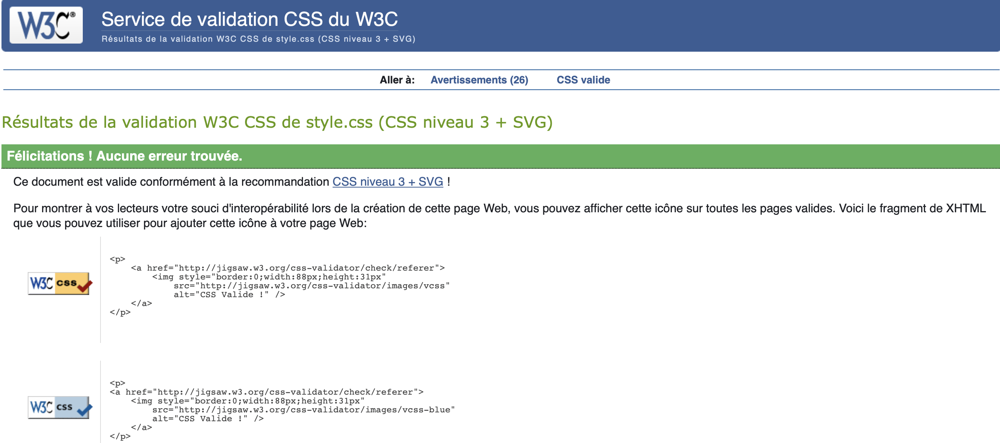 W3C®
Service de validation CSS du W3C
Résultats de la validation W3C CSS de style.css (CSS niveau 3 + SVG)
Aller à: Avertissements (26) CSS valide
Résultats de la validation W3C CSS de style.css (CSS niveau 3 + SVG)
Félicitations ! Aucune erreur trouvée.
Ce document est valide conformément à la recommandation CSS niveau 3 + SVG !
Pour montrer à vos lecteurs votre souci d'interopérabilité lors de la création de cette page Web, vous pouvez afficher cette icône sur toutes les pages valides. Voici le fragment de XHTML
que vous pouvez utiliser pour ajouter cette icône à votre page Web:
W3C css
<p>
<a href="http://jigsaw.w3.org/css-validator/check/referer">
<img style="border:0;width:88px;height:31px"
src="http://jigsaw.w3.org/css-validator/images/vcss"
alt="CSS Valide !" />
</a>
</p>
W3C css
<p>
<a href="http://jigsaw.w3.org/css-validator/check/referer">
<img style="border:0;width:88px;height:31px"
src="http://jigsaw.w3.org/css-validator/images/vcss-blue"
alt="CSS Valide !" />
</a>
</p>